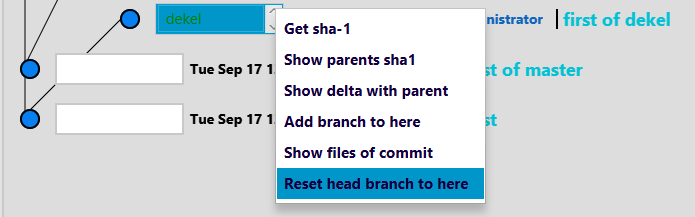 dekel
nistrator
first of dekel
Get sha-1
Show parents sha1
Show delta with parent
Add branch to here
Show files of commit
Reset head branch to here
Tue Sep 17 1
st of master
Tue Sep 17 1
st